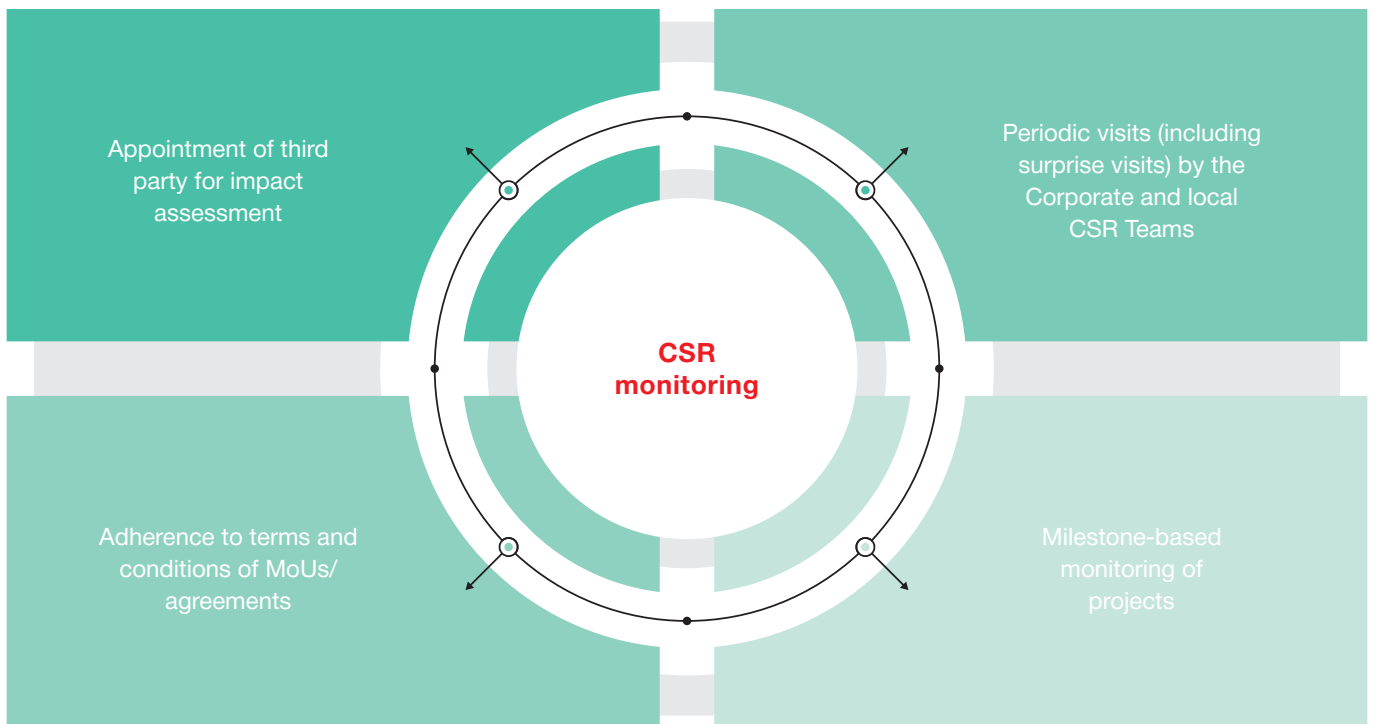 Appointment of third
party for impact
assessment
Periodic visits (including
surprise visits) by the
Corporate and local
CSR Teams
CSR
monitoring
Adherence to terms and
conditions of MoUs/
agreements
Milestone-based
monitoring of
projects